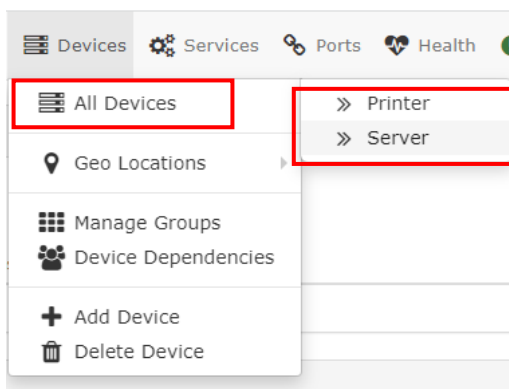 Devices Services Ports Health
All Devices
Printer
Server
Geo Locations
Manage Groups
Device Dependencies
Add Device
Delete Device